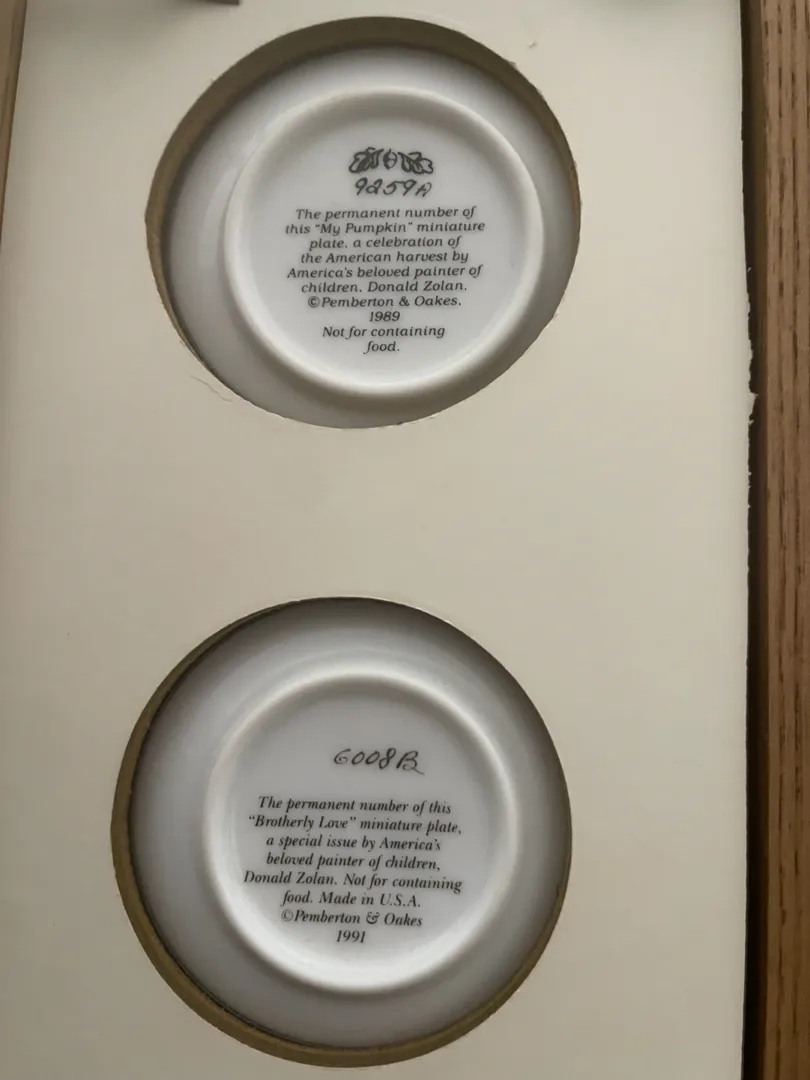 9259A
The permanent number of
this "My Pumpkin" miniature
plate. a celebration of
the American harvest by
America's beloved painter of
children. Donald Zolan.
©Pemberton & Oakes.
1989
Not for containing
food.
6008B
The permanent number of this
"Brotherly Love" miniature plate,
a special issue by America's
beloved painter of children,
Donald Zolan. Not for containing
food. Made in U.S.A.
©Pemberton & Oakes
1991